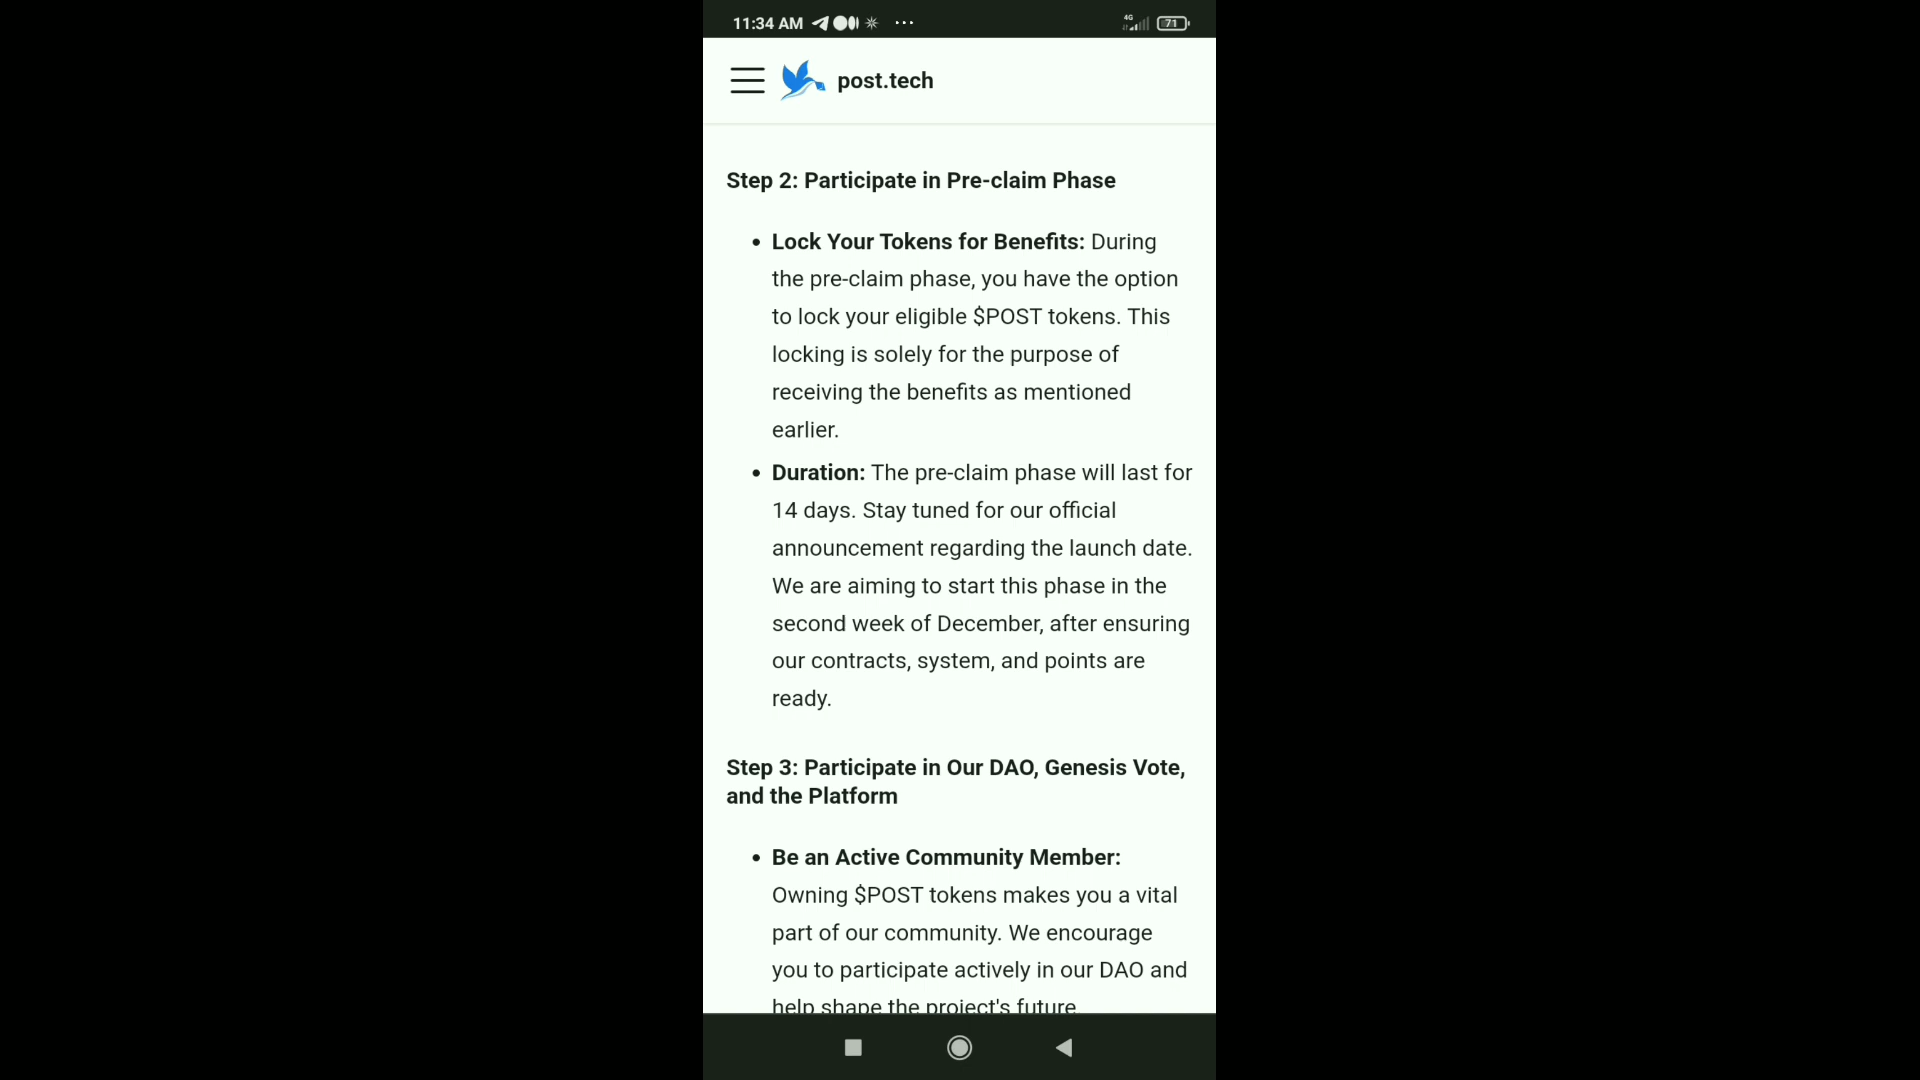 11:34 AM ··· 4G 71
post.tech
Step 2: Participate in Pre-claim Phase
• Lock Your Tokens for Benefits: During
the pre-claim phase, you have the option
to lock your eligible $POST tokens. This
locking is solely for the purpose of
receiving the benefits as mentioned
earlier.
• Duration: The pre-claim phase will last for
14 days. Stay tuned for our official
announcement regarding the launch date.
We are aiming to start this phase in the
second week of December, after ensuring
our contracts, system, and points are
ready.
Step 3: Participate in Our DAO, Genesis Vote,
and the Platform
• Be an Active Community Member:
Owning $POST tokens makes you a vital
part of our community. We encourage
you to participate actively in our DAO and
help shape the project's future.